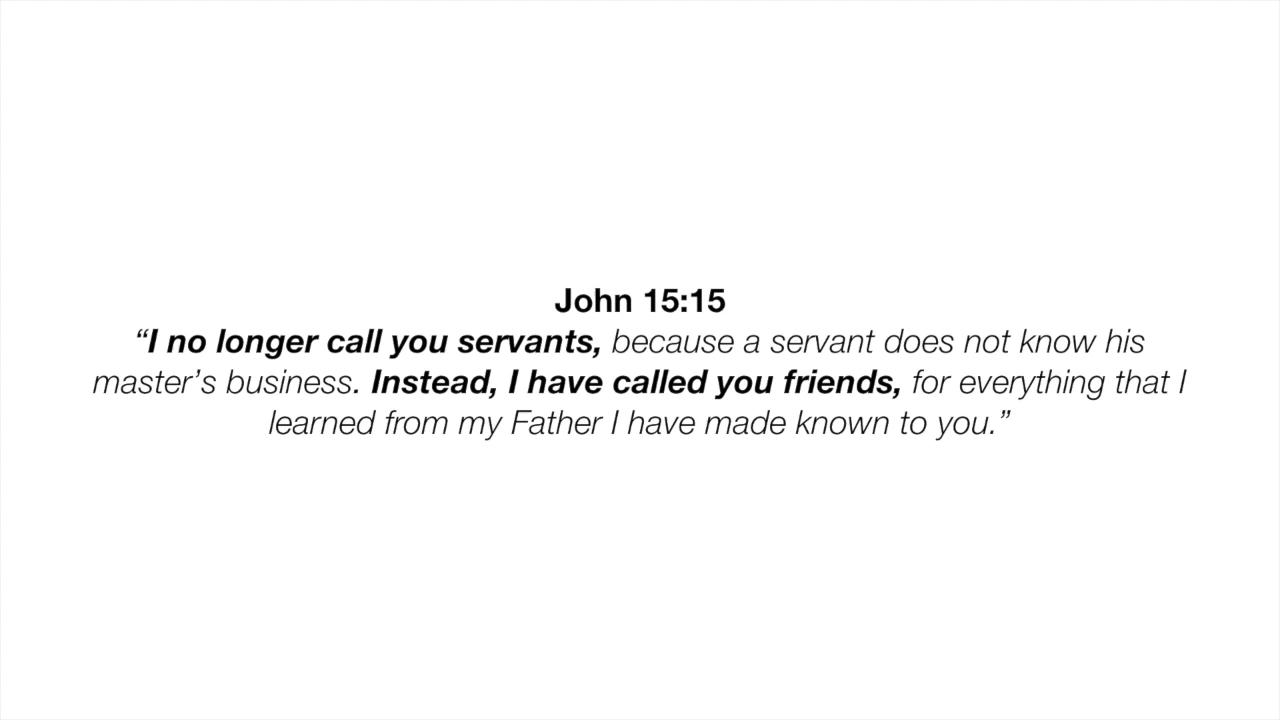 John 15:15
“I no longer call you servants, because a servant does not know his
master’s business. Instead, I have called you friends, for everything that I
learned from my Father I have made known to you.”